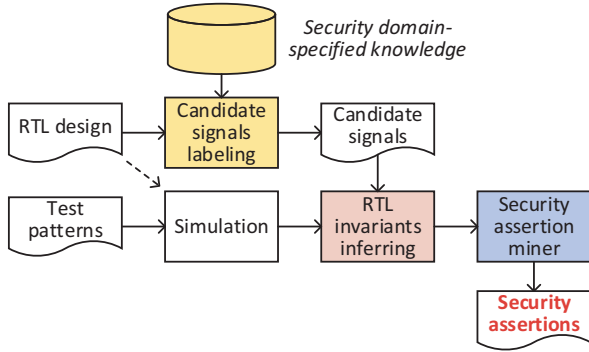 Security domain-
specified knowledge
RTL design
Candidate
signals
labeling
Candidate
signals
Test
patterns
Simulation
RTL
invariants
inferring
Security
assertion
miner
Security
assertions